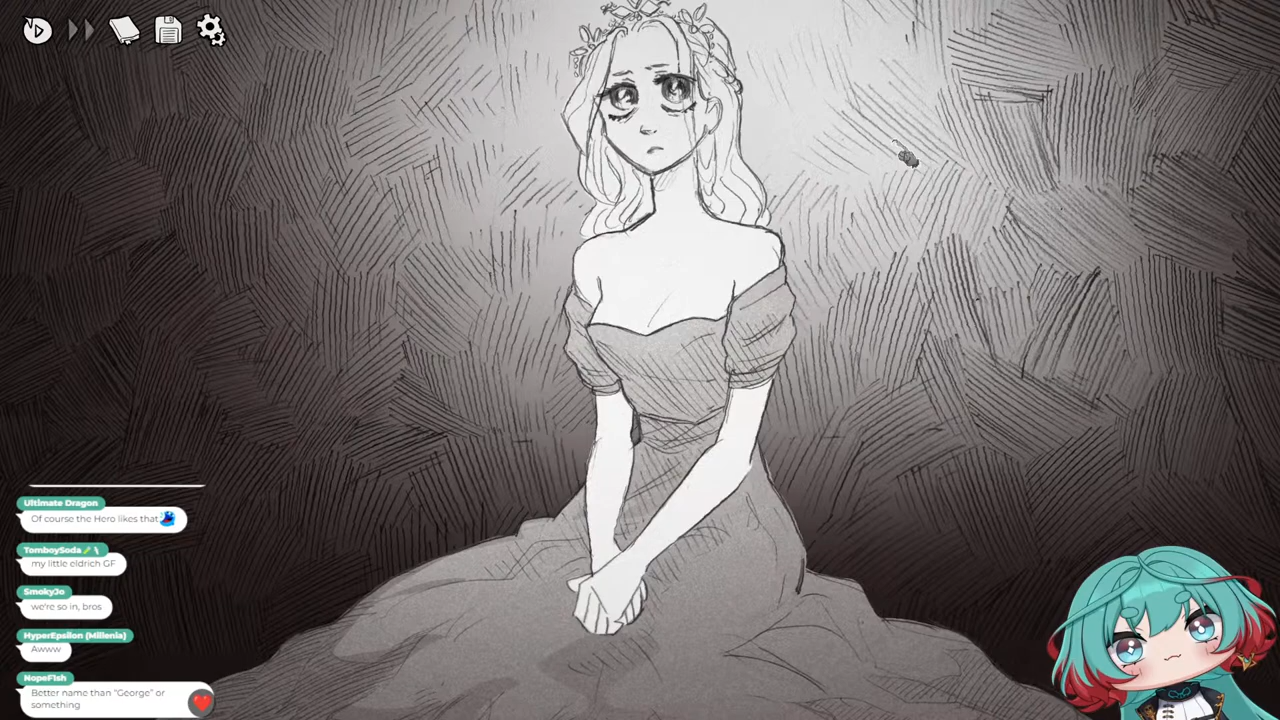 Ultimate Dragon
Of course the Hero likes that
TomboySoda
my little eldrich GF
SmokyJo
we're so in, bros
HyperEpsilon (Millenia)
Awww
NopeF1sh
Better name than "George" or
something